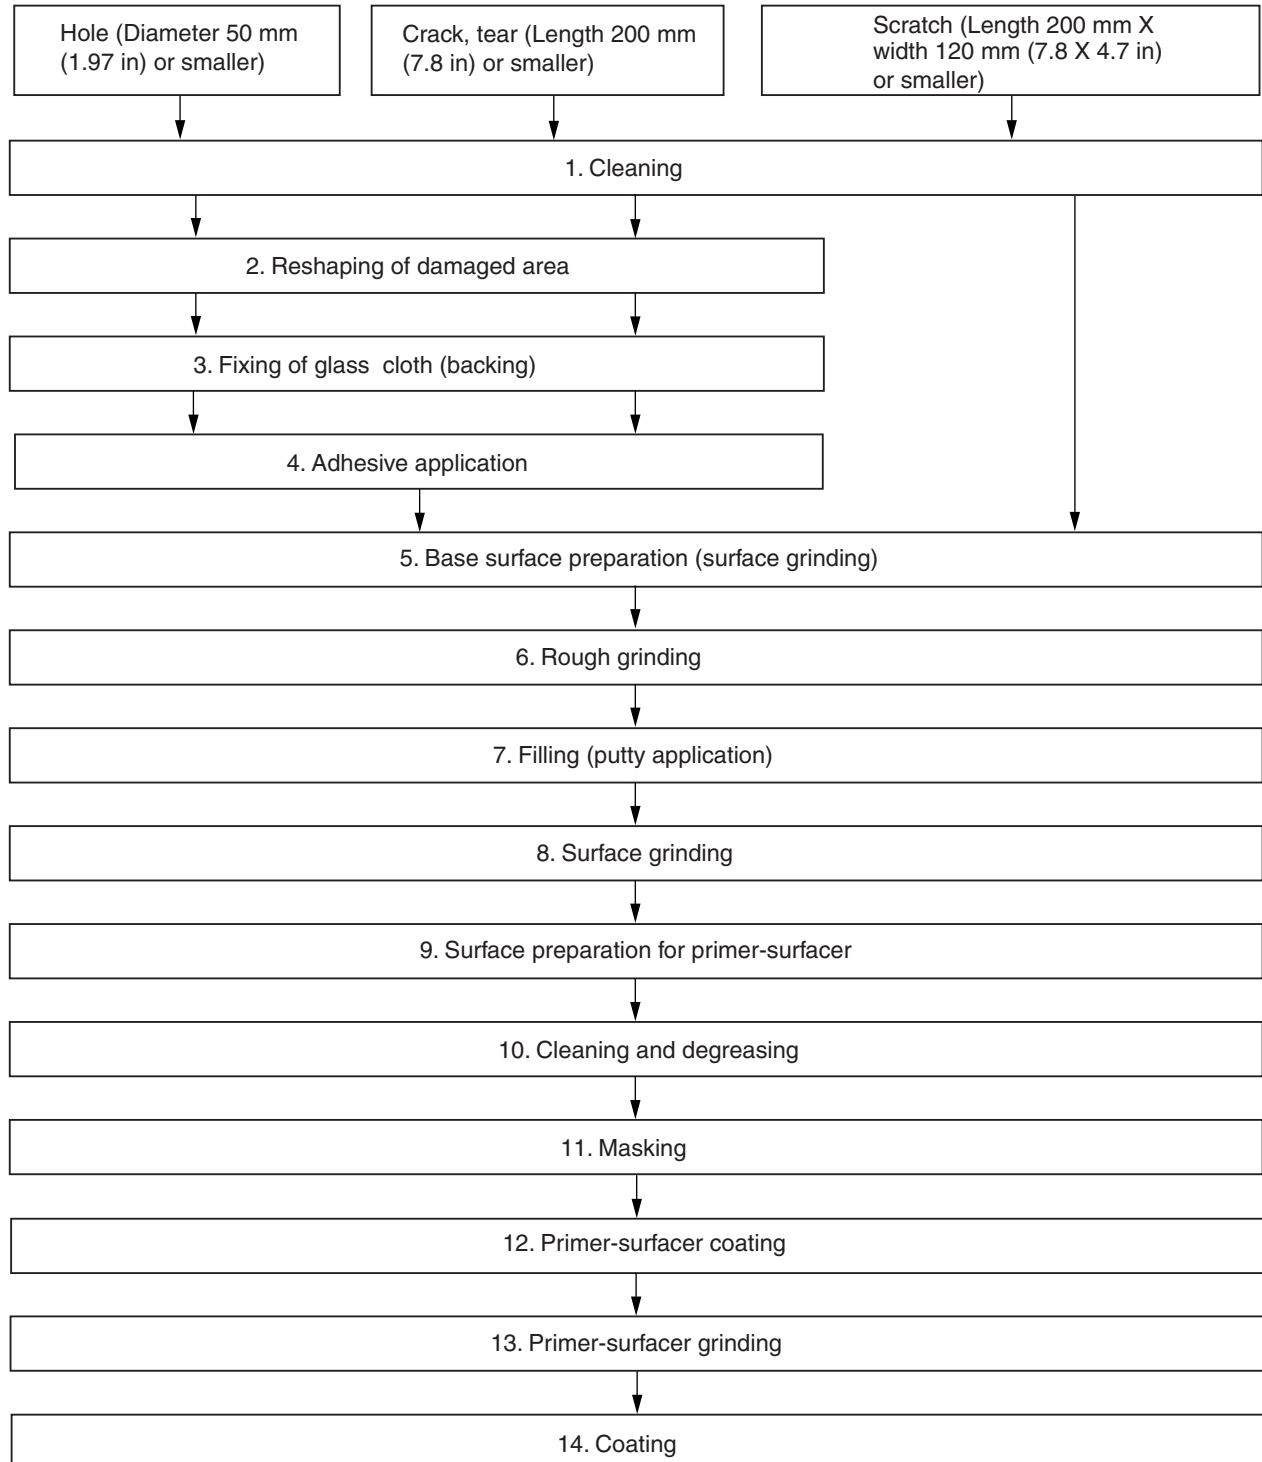 Hole (Diameter 50 mm
(1.97 in) or smaller)
Crack, tear (Length 200 mm
(7.8 in) or smaller)
Scratch (Length 200 mm X
width 120 mm (7.8 X 4.7 in)
or smaller)
1. Cleaning
2. Reshaping of damaged area
3. Fixing of glass cloth (backing)
4. Adhesive application
5. Base surface preparation (surface grinding)
6. Rough grinding
7. Filling (putty application)
8. Surface grinding
9. Surface preparation for primer-surfacer
10. Cleaning and degreasing
11. Masking
12. Primer-surfacer coating
13. Primer-surfacer grinding
14. Coating